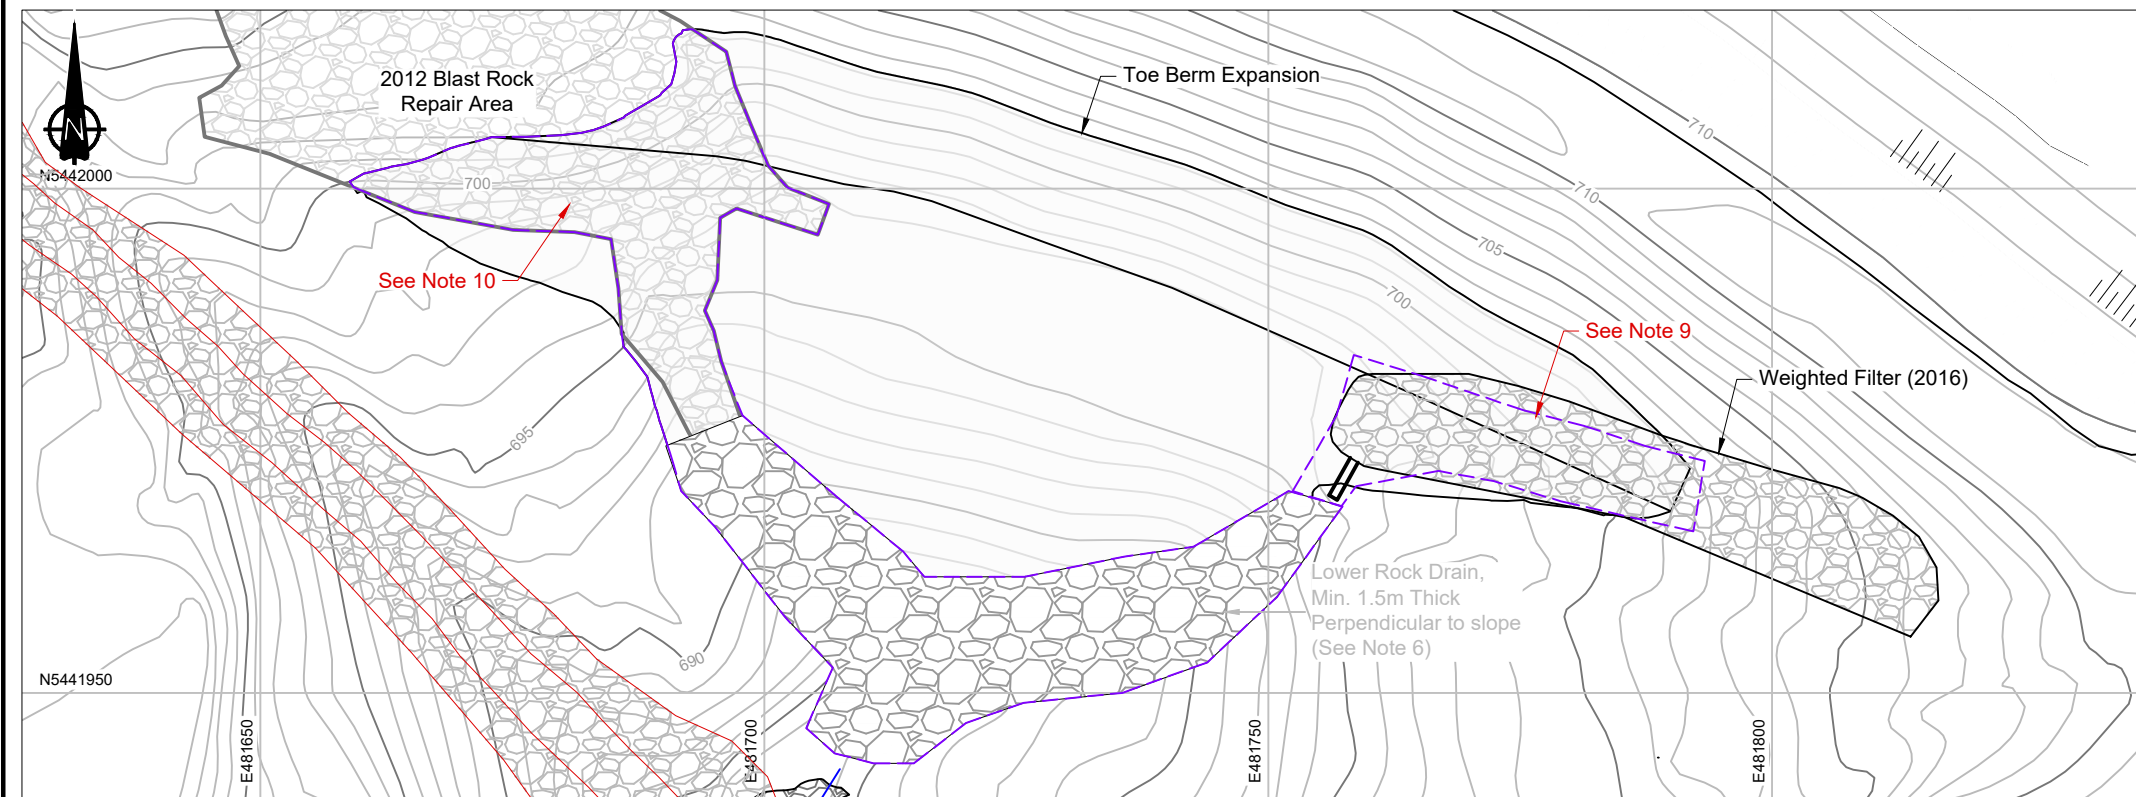 2012 Blast Rock
Repair Area
Toe Berm Expansion
N
N5442000
700
710
710
705
700
See Note 10
See Note 9
Weighted Filter (2016)
695
Lower Rock Drain,
Min. 1.5m Thick
Perpendicular to slope
(See Note 6)
690
N5441950
E481650
E481700
E481750
E481800